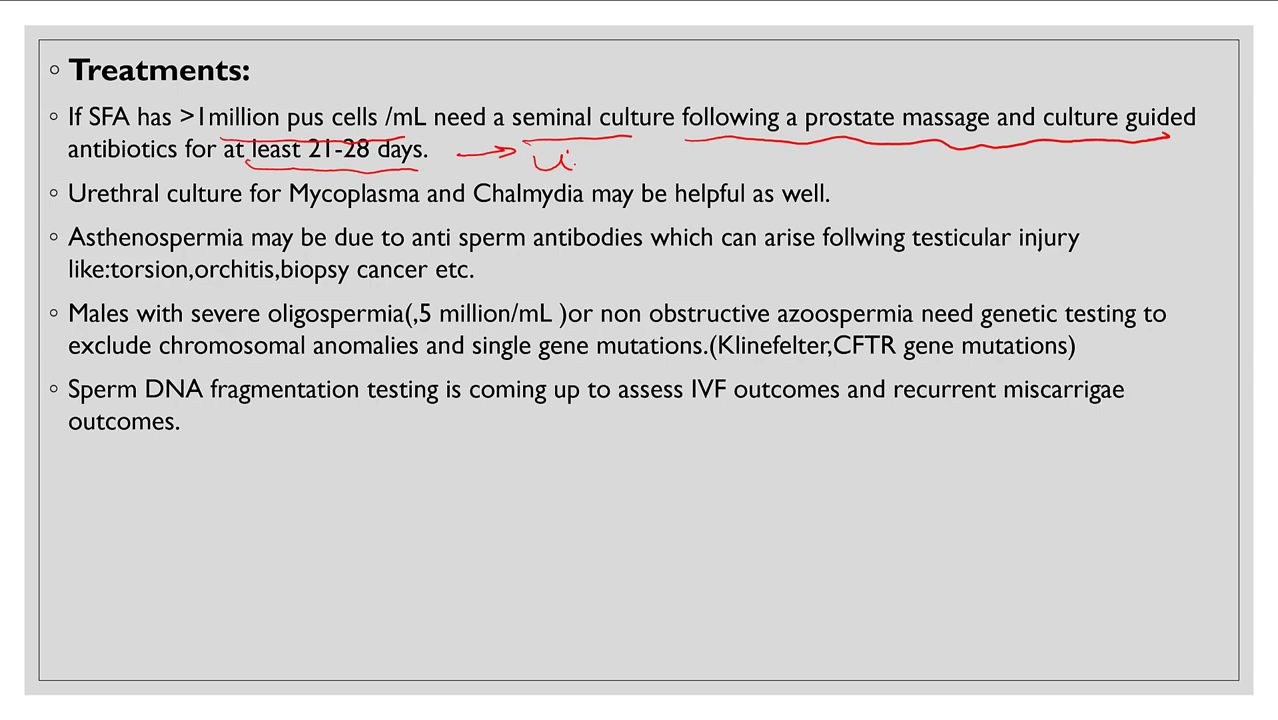 Treatments:
If SFA has >1million pus cells /mL need a seminal culture following a prostate massage and culture guided
antibiotics for at least 21-28 days.
Urethral culture for Mycoplasma and Chalmydia may be helpful as well.
Asthenospermia may be due to anti sperm antibodies which can arise follwing testicular injury
like:torsion,orchitis,biopsy cancer etc.
Males with severe oligospermia(,5 million/mL )or non obstructive azoospermia need genetic testing to
exclude chromosomal anomalies and single gene mutations.(Klinefelter,CFTR gene mutations)
Sperm DNA fragmentation testing is coming up to assess IVF outcomes and recurrent miscarrigae
outcomes.